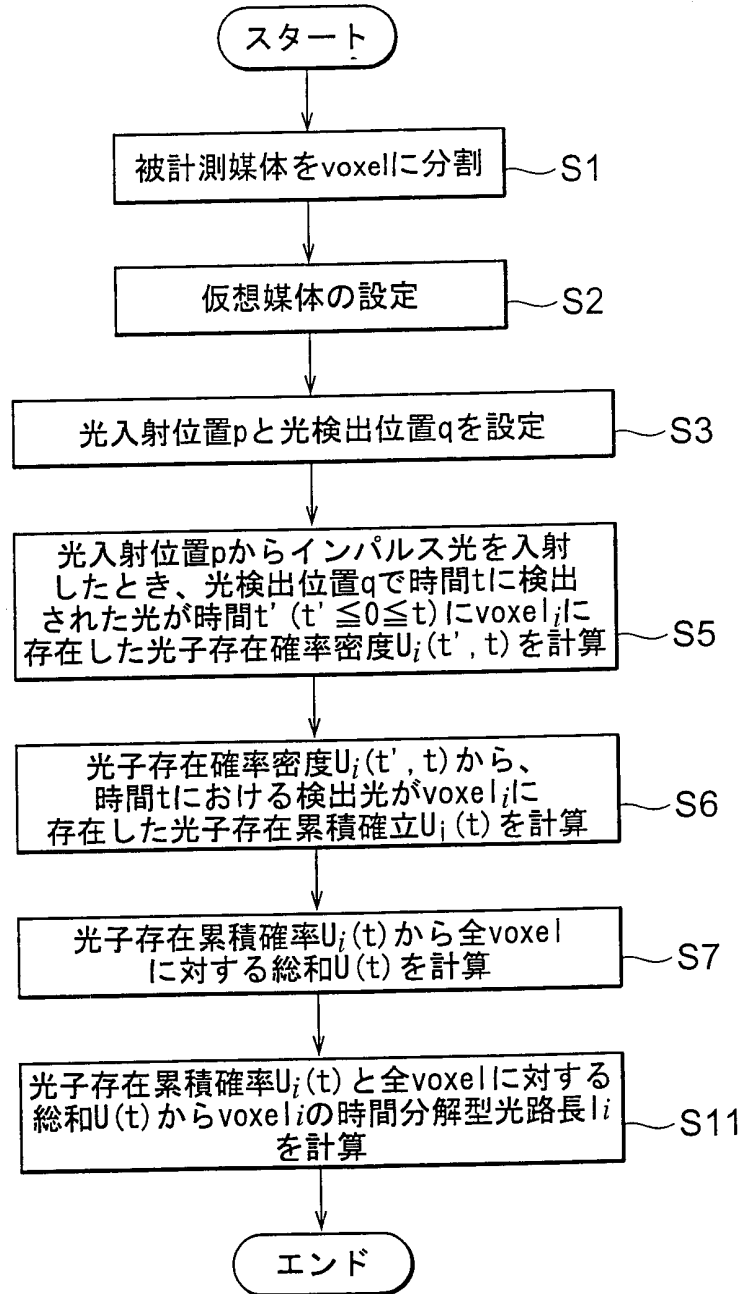 スタート
被計測媒体をvoxelに分割
S1
仮想媒体の設定
S2
光入射位置pと光検出位置qを設定
S3
光入射位置pからインパルス光を入射
したとき、光検出位置qで時間tに検出
された光が時間t'(t'≦0≦t)にvoxeliに
存在した光子存在確率密度Ui(t',t)を計算
S5
光子存在確率密度Ui(t',t)から、
時間tにおける検出光がvoxeliに
存在した光子存在累積確立Ui(t)を計算
S6
光子存在累積確率Ui(t)から全voxel
に対する総和U(t)を計算
S7
光子存在累積確率Ui(t)と全voxelに対する
総和U(t)からvoxeliの時間分解型光路長li
を計算
S11
エンド